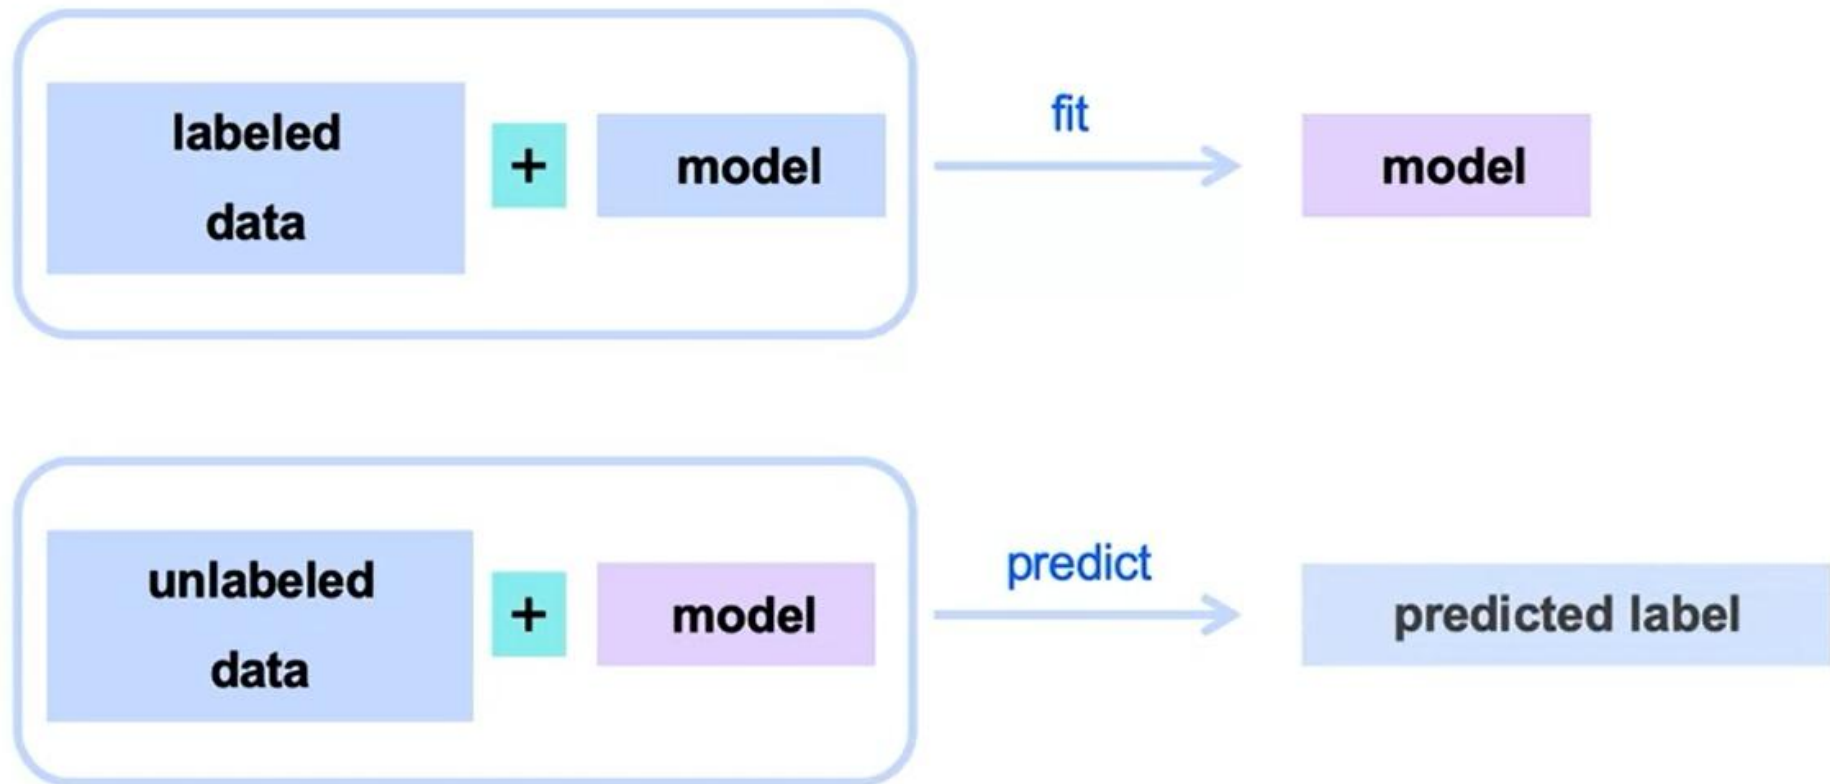 labeled
data
+
model
fit
model
unlabeled
data
+
model
predict
predicted label